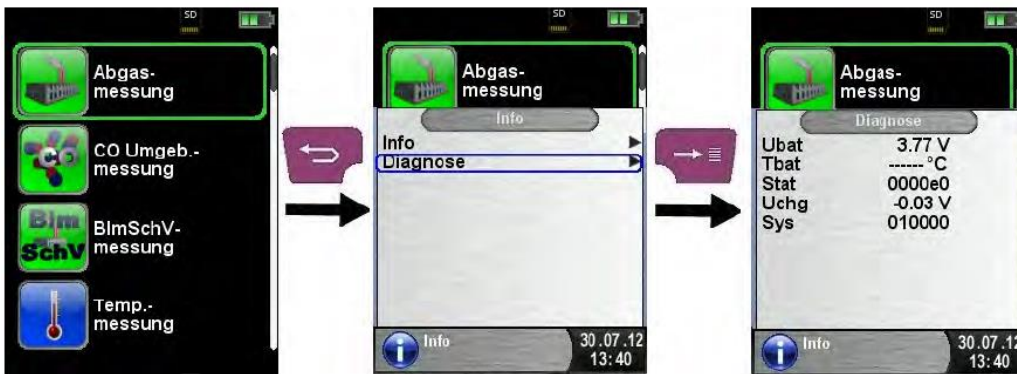 SD
Abgas-
messung
CO Umgeb.-
messung
BImSchV-
messung
BIm
SchV
Temp.-
messung
SD
Abgas-
messung
Info
Info
Diagnose
Info
30.07.12
13:40
SD
Abgas-
messung
Diagnose
Ubat 3.77 V
Tbat ------ °C
Stat 0000e0
Uchg -0.03 V
Sys 010000
Info
30.07.12
13:40